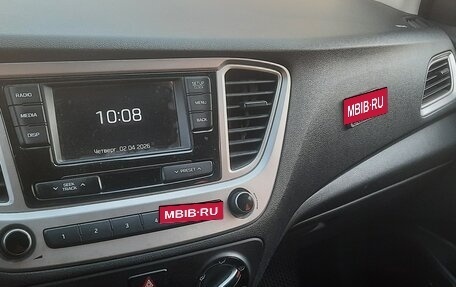 RADIO
MEDIA
DISP
10:08
Четверг 02 04 2026
SETUP
MENU
BACK
MBIB·RU
SEEK
TRACK
PRESET
1 2 3 4
MBIB·RU